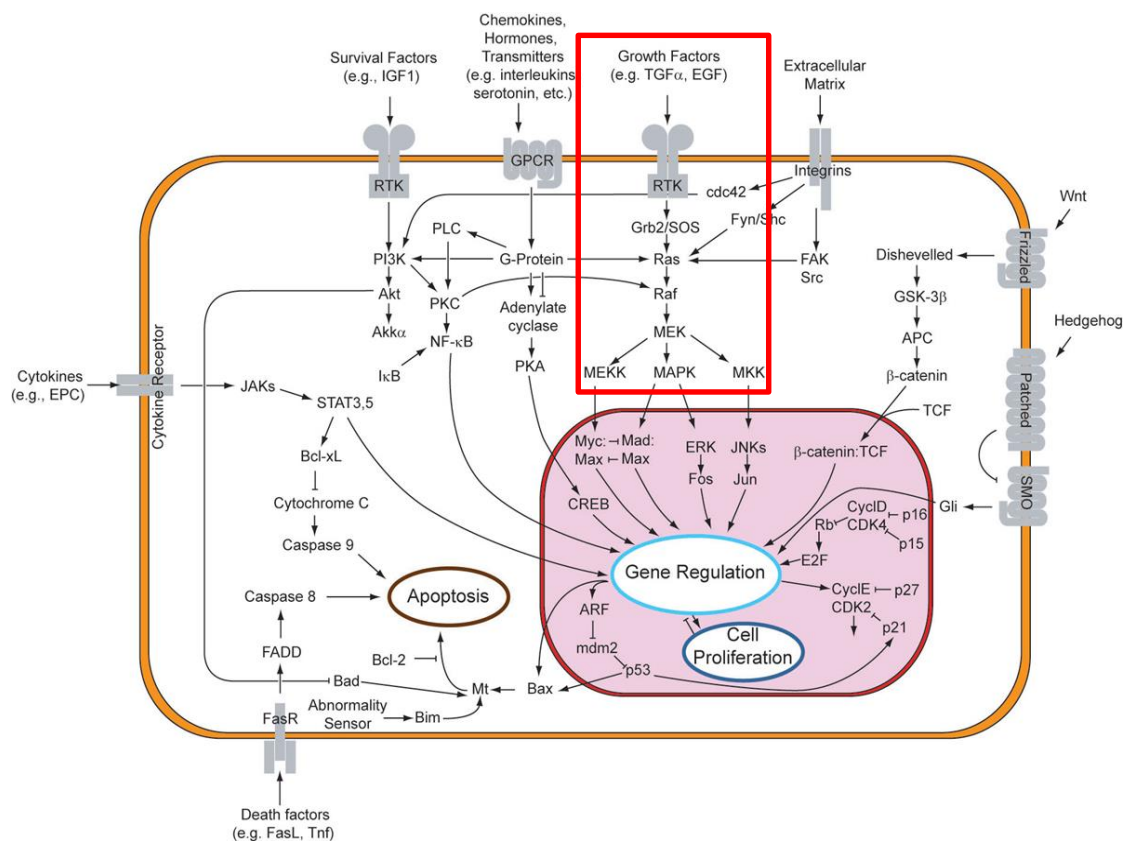 Chemokines,
Hormones,
Transmitters
(e.g. interleukins
serotonin, etc.)
Survival Factors
(e.g., IGF1)
Growth Factors
(e.g. TGFα, EGF)
Extracellular
Matrix
GPCR
RTK
RTK
cdc42
Integrins
Wnt
Frizzled
PLC
Grb2/SOS
Fyn/Shc
PI3K
G-Protein
Ras
FAK
Src
Dishevelled
Akt
PKC
Adenylate
cyclase
Raf
GSK-3β
Akkα
NF-κB
MEK
APC
Hedgehog
IκB
PKA
MEKK
MAPK
MKK
β-catenin
Patched
Cytokines
(e.g., EPC)
Cytokine Receptor
JAKs
STAT3,5
TCF
Myc:
Max
Mad:
Max
ERK
JNKs
β-catenin:TCF
Bcl-xL
Fos
Jun
SMO
Cytochrome C
CREB
Gli
CyclD
CDK4
p16
p15
Rb
E2F
Caspase 9
Gene Regulation
Caspase 8
Apoptosis
CyclE
CDK2
p27
p21
ARF
mdm2
Cell
Proliferation
FADD
Bcl-2
p53
Bad
Mt
Bax
Abnormality
Sensor
Bim
FasR
Death factors
(e.g. FasL, Tnf)